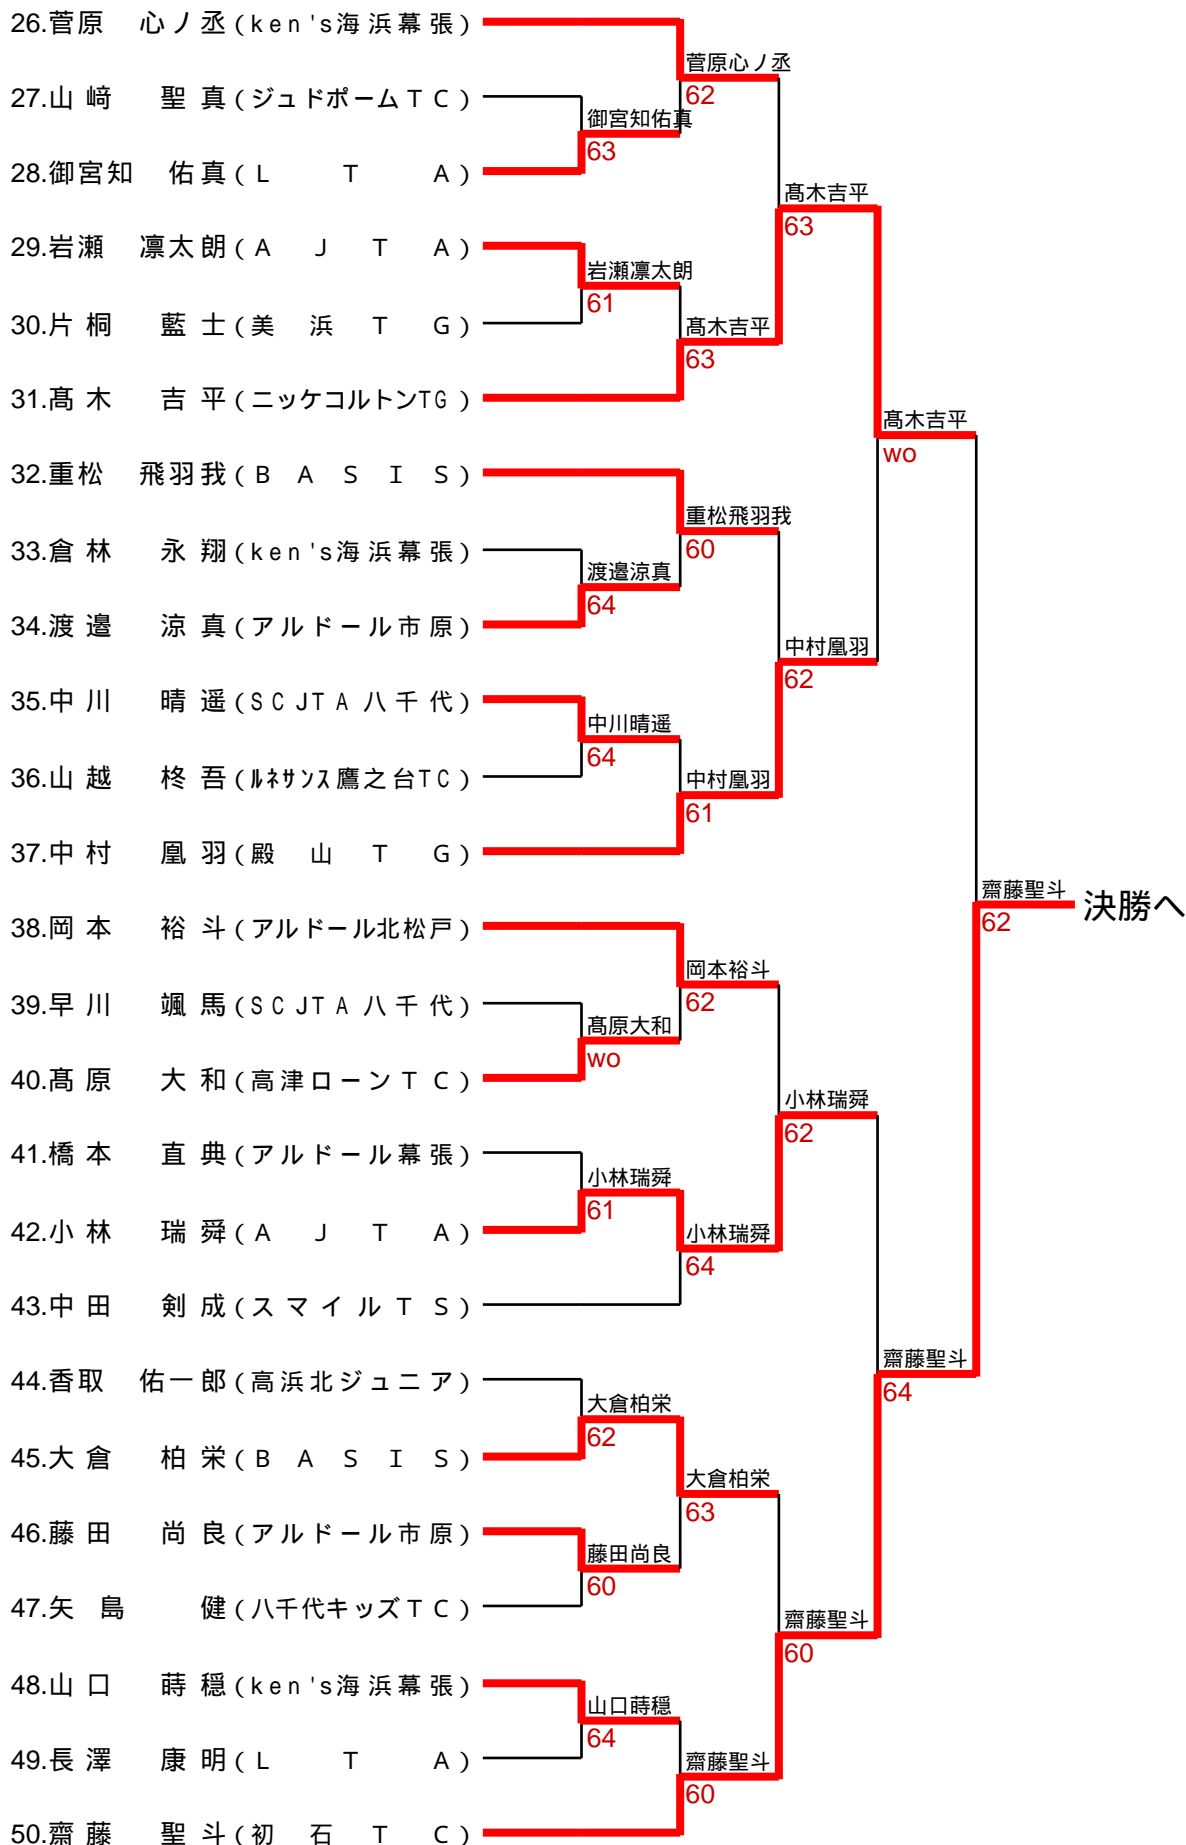 26.菅原　心ノ丞(ken's海浜幕張)
菅原心ノ丞
27.山﨑　聖真(ジュドポームTC)
62
御宮知佑真
63
28.御宮知　佑真(LTA)
髙木吉平
63
29.岩瀬　凛太朗(AJTA)
岩瀬凛太朗
61
30.片桐　藍士(美浜TG)
髙木吉平
63
31.髙木　吉平(ニッケコルトンTG)
髙木吉平
wo
32.重松　飛羽我(BASIS)
重松飛羽我
60
33.倉林　永翔(ken's海浜幕張)
渡邉涼真
64
34.渡邉　涼真(アルドール市原)
中村凰羽
62
35.中川　晴遥(SCJTA八千代)
中川晴遥
64
36.山越　柊吾(ﾙﾈｻﾝｽ鷹之台TC)
中村凰羽
61
37.中村　凰羽(殿山TG)
齋藤聖斗
決勝へ
62
38.岡本　裕斗(アルドール北松戸)
岡本裕斗
62
39.早川　颯馬(SCJTA八千代)
髙原大和
wo
40.髙原　大和(高津ローンTC)
小林瑞舜
62
41.橋本　直典(アルドール幕張)
小林瑞舜
61
42.小林　瑞舜(AJTA)
小林瑞舜
64
43.中田　剣成(スマイルTS)
齋藤聖斗
64
44.香取　佑一郎(高浜北ジュニア)
大倉柏栄
62
45.大倉　柏栄(BASIS)
大倉柏栄
63
46.藤田　尚良(アルドール市原)
藤田尚良
60
47.矢島　健(八千代キッズTC)
齋藤聖斗
60
48.山口　蒔穏(ken's海浜幕張)
山口蒔穏
64
49.長澤　康明(LTA)
齋藤聖斗
60
50.齋藤　聖斗(初石TC)